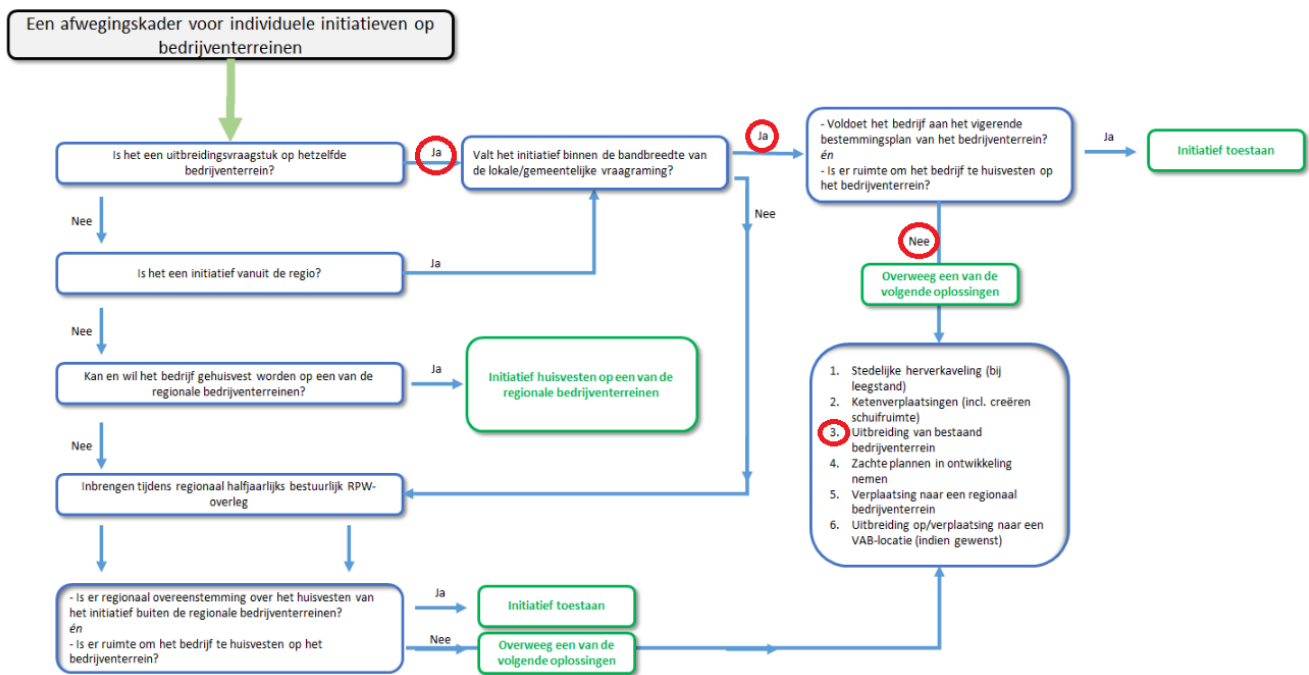 Een afwegingskader voor individuele initiatieven op
bedrijventerreinen
Is het een uitbreidingsvraagstuk op hetzelfde
bedrijventerrein?
Ja
Valt het initiatief binnen de bandbreedte van
de lokale/gemeentelijke vraagraming?
Ja
- Voldoet het bedrijf aan het vigerende
bestemmingsplan van het bedrijventerrein?
én
- Is er ruimte om het bedrijf te huisvesten op
het bedrijventerrein?
Ja
Initiatief toestaan
Nee
Nee
Nee
Overweeg een van de
volgende oplossingen
Is het een initiatief vanuit de regio?
Ja
Nee
Kan en wil het bedrijf gehuisvest worden op een van de
regionale bedrijventerreinen?
Ja
Initiatief huisvesten op een van de
regionale bedrijventerreinen
1. Stedelijke herverkaveling (bij
leegstand)
2. Ketenverplaatsingen (incl. creëren
schuifruimte)
3. Uitbreiding van bestaand
bedrijventerrein
4. Zachte plannen in ontwikkeling
nemen
5. Verplaatsing naar een regionaal
bedrijventerrein
6. Uitbreiding op/verplaatsing naar een
VAB-locatie (indien gewenst)
Nee
Inbrengen tijdens regionaal halfjaarlijks bestuurlijk RPW-
overleg
- Is er regionaal overeenstemming over het huisvesten van
het initiatief buiten de regionale bedrijventerreinen?
én
- Is er ruimte om het bedrijf te huisvesten op het
bedrijventerrein?
Ja
Initiatief toestaan
Nee
Overweeg een van de
volgende oplossingen